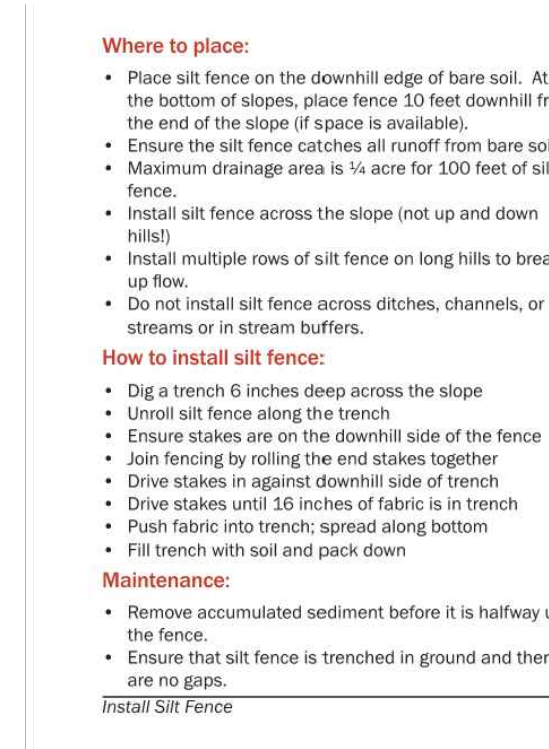 Where to place:
• Place silt fence on the downhill edge of bare soil. At
the bottom of slopes, place fence 10 feet downhill fr
the end of the slope (if space is available).
• Ensure the silt fence catches all runoff from bare soi
• Maximum drainage area is ¼ acre for 100 feet of sil
fence.
• Install silt fence across the slope (not up and down
hills!)
• Install multiple rows of silt fence on long hills to brea
up flow.
• Do not install silt fence across ditches, channels, or
streams or in stream buffers.
How to install silt fence:
• Dig a trench 6 inches deep across the slope
• Unroll silt fence along the trench
• Ensure stakes are on the downhill side of the fence
• Join fencing by rolling the end stakes together
• Drive stakes in against downhill side of trench
• Drive stakes until 16 inches of fabric is in trench
• Push fabric into trench; spread along bottom
• Fill trench with soil and pack down
Maintenance:
• Remove accumulated sediment before it is halfway u
the fence.
• Ensure that silt fence is trenched in ground and ther
are no gaps.
Install Silt Fence